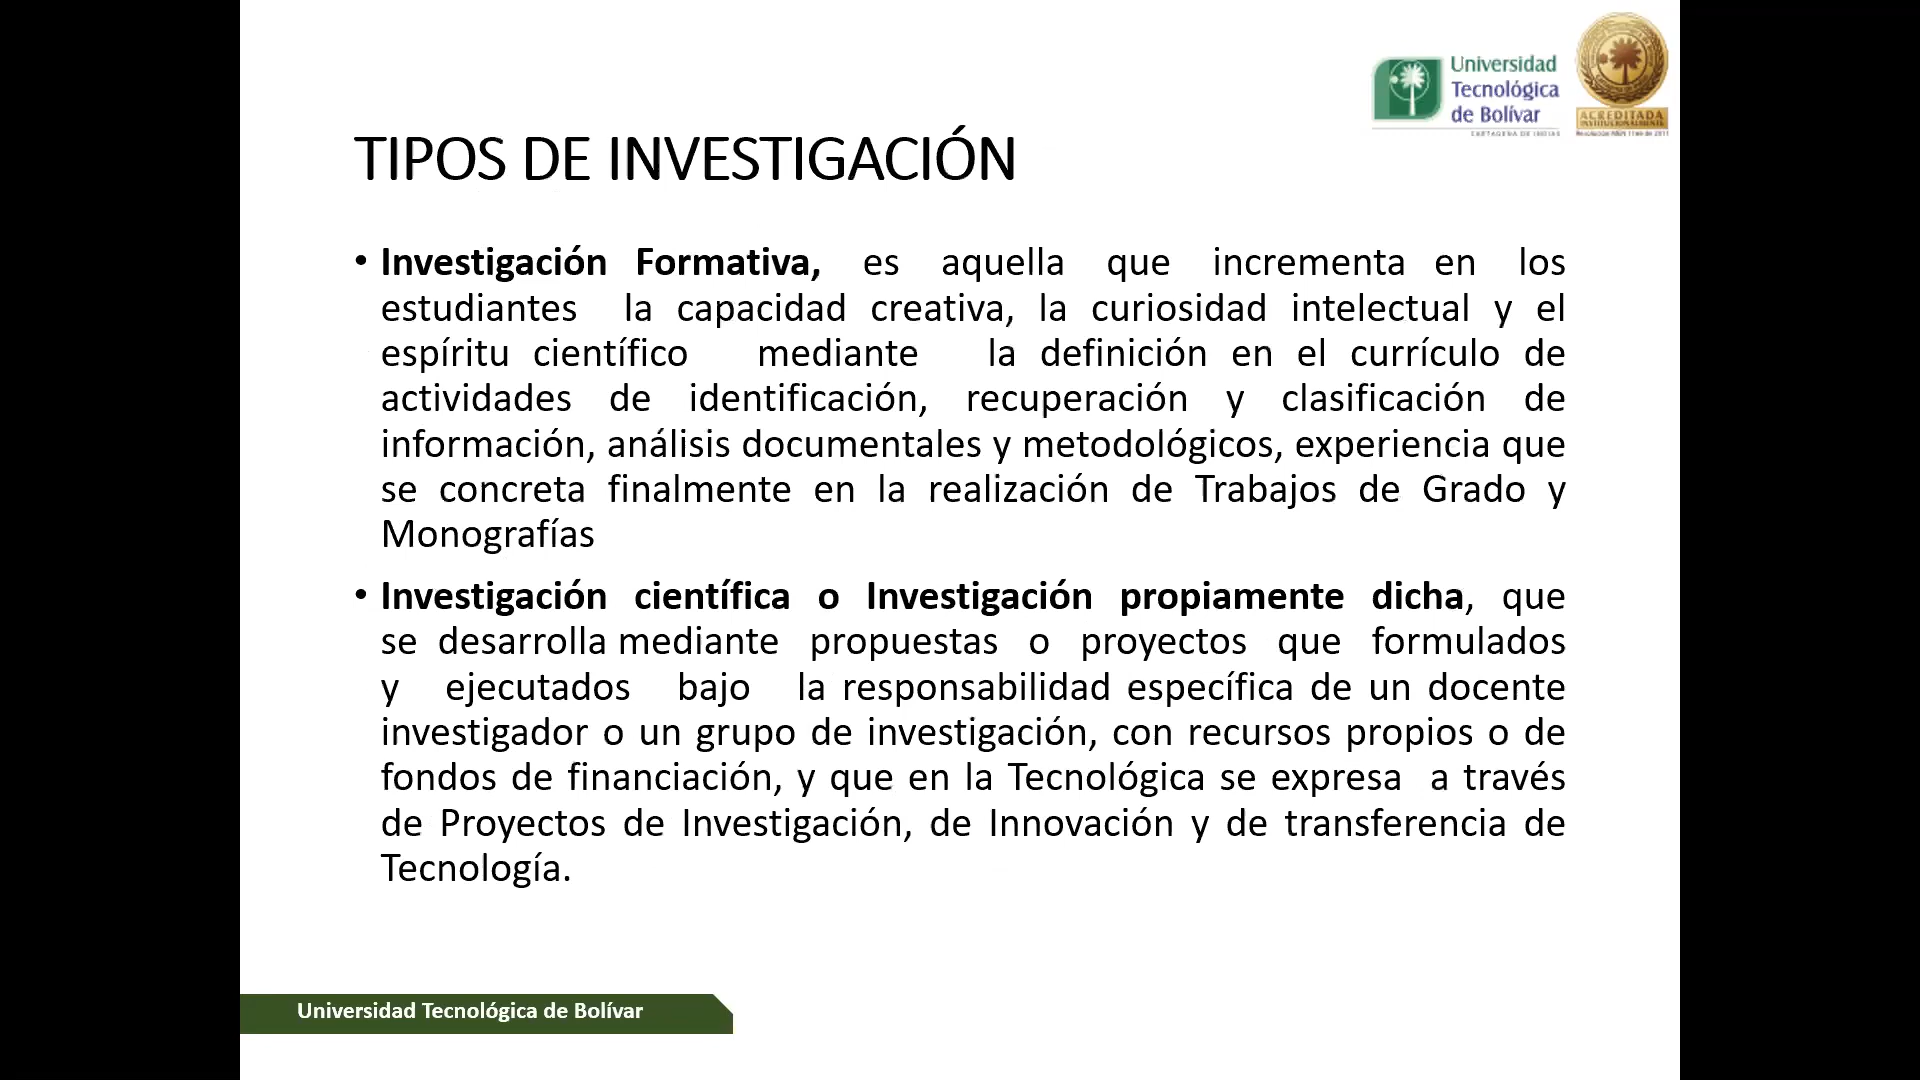 Universidad
Tecnológica
de Bolívar
CARTAGENA DE INDIAS
ACREDITADA
INSTITUCIONALMENTE
TIPOS DE INVESTIGACIÓN
• Investigación Formativa, es aquella que incrementa en los
estudiantes la capacidad creativa, la curiosidad intelectual y el
espíritu científico mediante la definición en el currículo de
actividades de identificación, recuperación y clasificación de
información, análisis documentales y metodológicos, experiencia que
se concreta finalmente en la realización de Trabajos de Grado y
Monografías
• Investigación científica o Investigación propiamente dicha, que
se desarrolla mediante propuestas o proyectos que formulados
y ejecutados bajo la responsabilidad específica de un docente
investigador o un grupo de investigación, con recursos propios o de
fondos de financiación, y que en la Tecnológica se expresa a través
de Proyectos de Investigación, de Innovación y de transferencia de
Tecnología.
Universidad Tecnológica de Bolívar